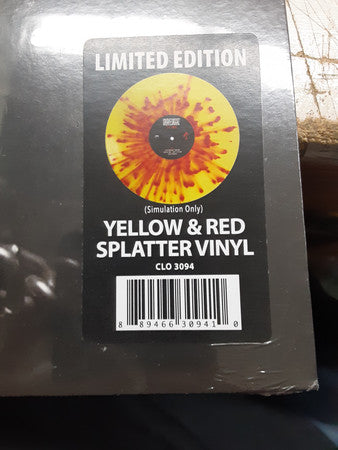 LIMITED EDITION
(Simulation Only)
YELLOW & RED
SPLATTER VINYL
CLO 3094
8 89466 30941 0